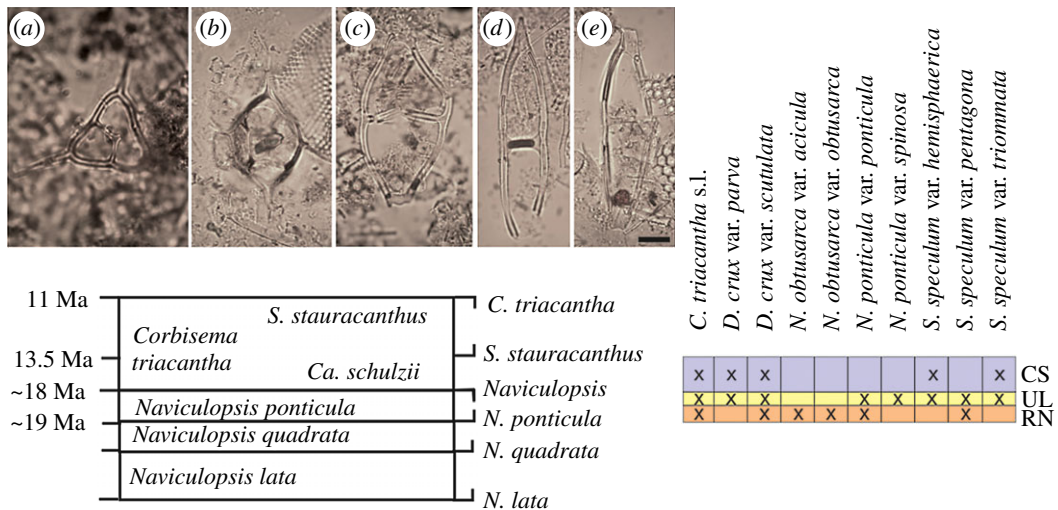 (a)
(b)
(c)
(d)
(e)
11 Ma
13.5 Ma
~18 Ma
~19 Ma
S. stauracanthus
Corbisema
triacantha
Ca. schulzii
Naviculopsis ponticula
Naviculopsis quadrata
Naviculopsis lata
C. triacantha
S. stauracanthus
Naviculopsis
N. ponticula
N. quadrata
N. lata
C. triacantha s.l.
D. crux var. parva
D. crux var. scutulata
N. obtusarca var. acicula
N. obtusarca var. obtusarca
N. ponticula var. ponticula
N. ponticula var. spinosa
S. speculum var. hemisphaerica
S. speculum var. pentagona
S. speculum var. triommata
x x x x x CS
x x x x x x x x UL
x x x x x x RN